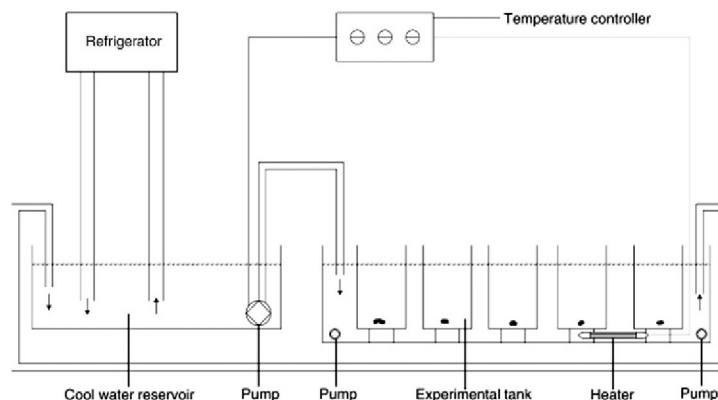 Temperature controller
Refrigerator
Cool water reservoir
Pump
Pump
Experimental tank
Heater
Pump